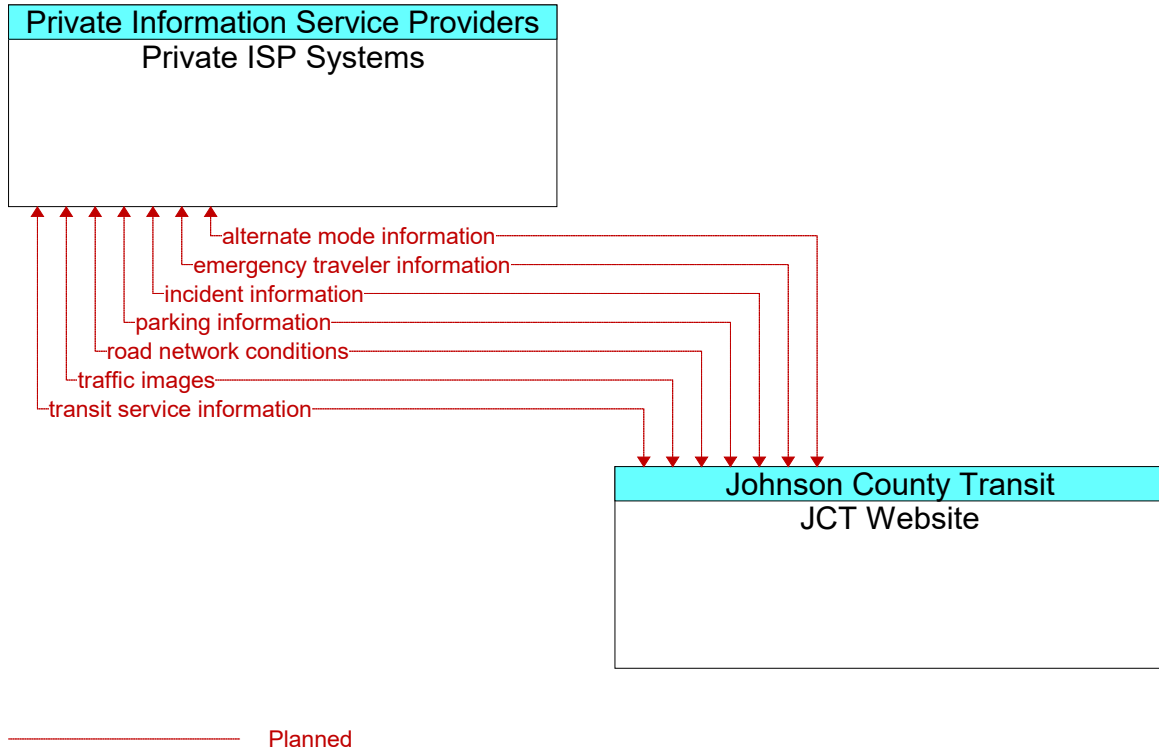 Private Information Service Providers
Private ISP Systems
alternate mode information
emergency traveler information
incident information
parking information
road network conditions
traffic images
transit service information
Johnson County Transit
JCT Website
Planned